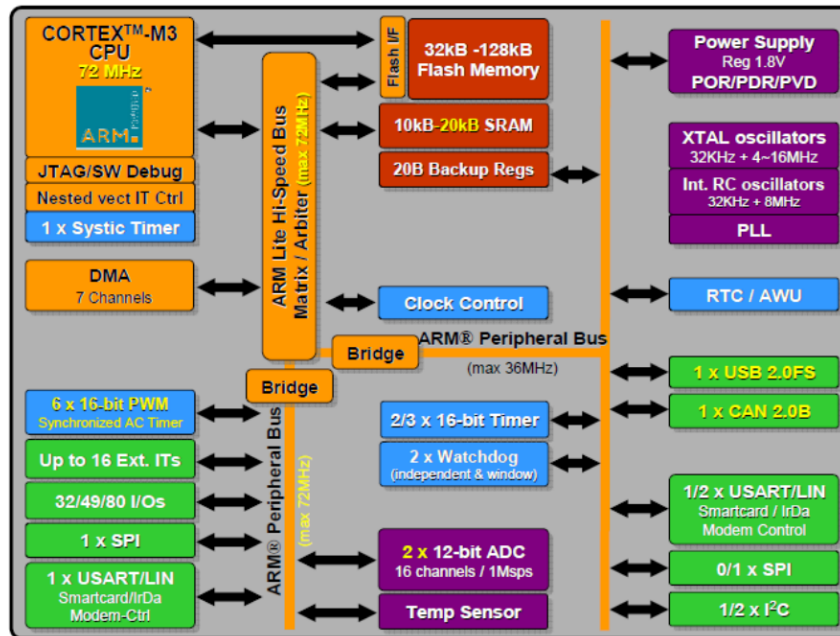 CORTEX™-M3
CPU
72 MHz
ARM POWERED
JTAG/SW Debug
Nested vect IT Ctrl
1 x Systic Timer
DMA
7 Channels
ARM Lite Hi-Speed Bus
Matrix / Arbiter (max 72MHz)
Flash I/F
32kB -128kB
Flash Memory
10kB-20kB SRAM
20B Backup Regs
Clock Control
Bridge
ARM® Peripheral Bus
(max 36MHz)
Bridge
ARM® Peripheral Bus
(max 72MHz)
6 x 16-bit PWM
Synchronized AC Timer
Up to 16 Ext. ITs
32/49/80 I/Os
1 x SPI
1 x USART/LIN
Smartcard/IrDa
Modem-Ctrl
2/3 x 16-bit Timer
2 x Watchdog
(independent & window)
2 x 12-bit ADC
16 channels / 1Msps
Temp Sensor
Power Supply
Reg 1.8V
POR/PDR/PVD
XTAL oscillators
32KHz + 4~16MHz
Int. RC oscillators
32KHz + 8MHz
PLL
RTC / AWU
1 x USB 2.0FS
1 x CAN 2.0B
1/2 x USART/LIN
Smartcard / IrDa
Modem Control
0/1 x SPI
1/2 x I²C